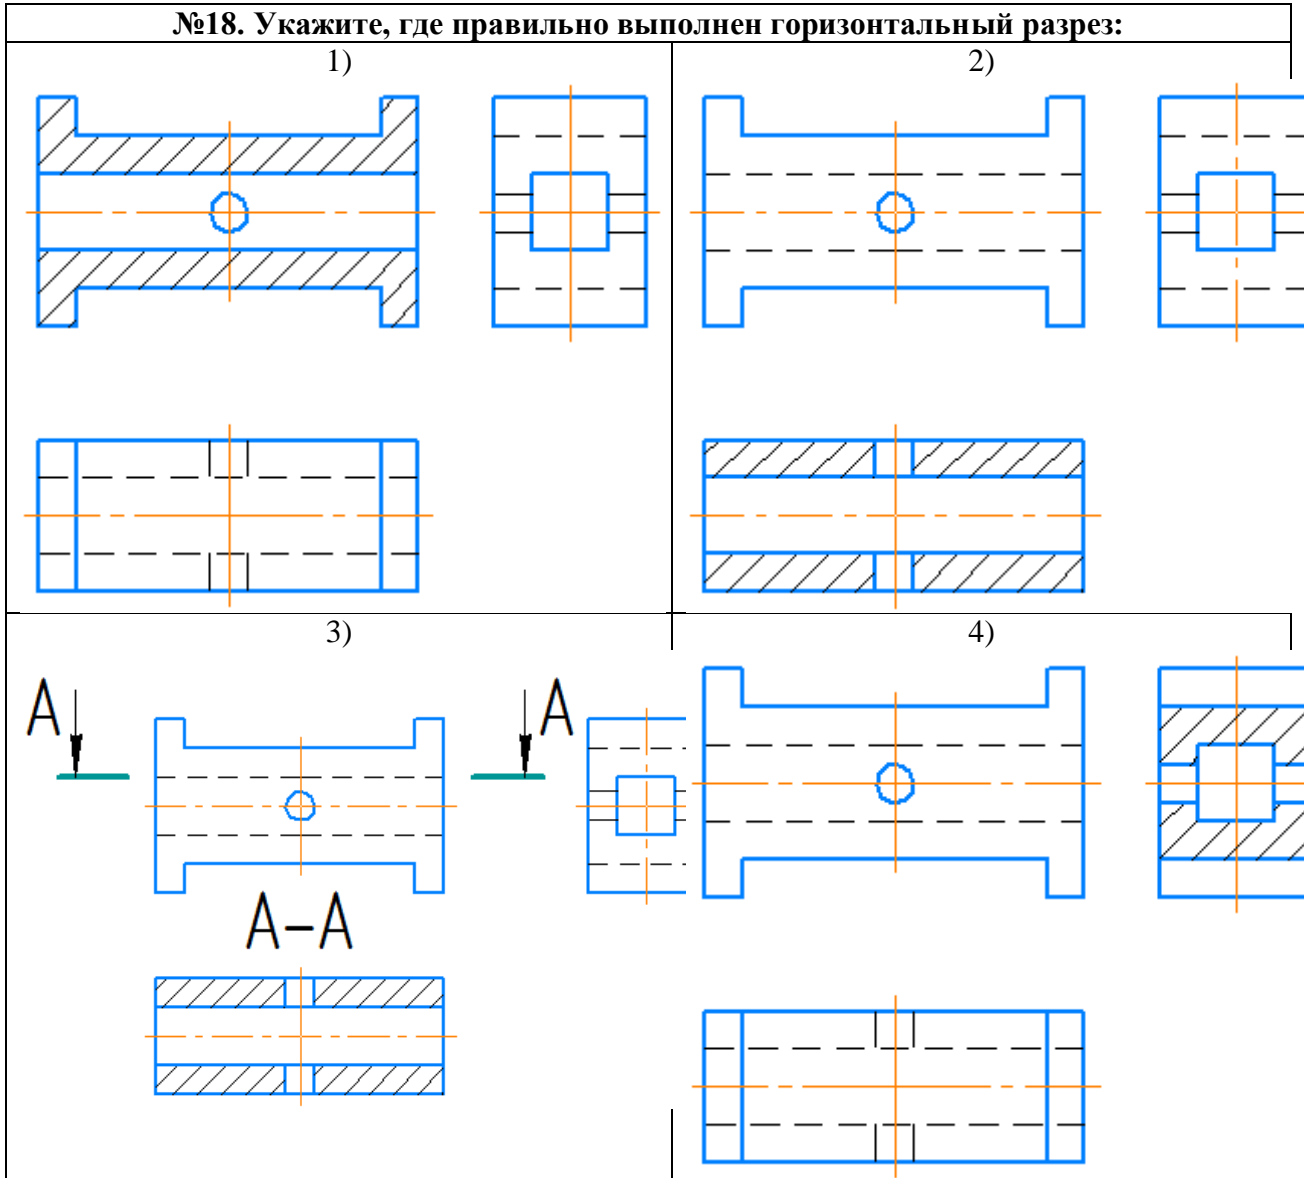 №18. Укажите, где правильно выполнен горизонтальный разрез:
1)
2)
3)
4)
А
А
А–А